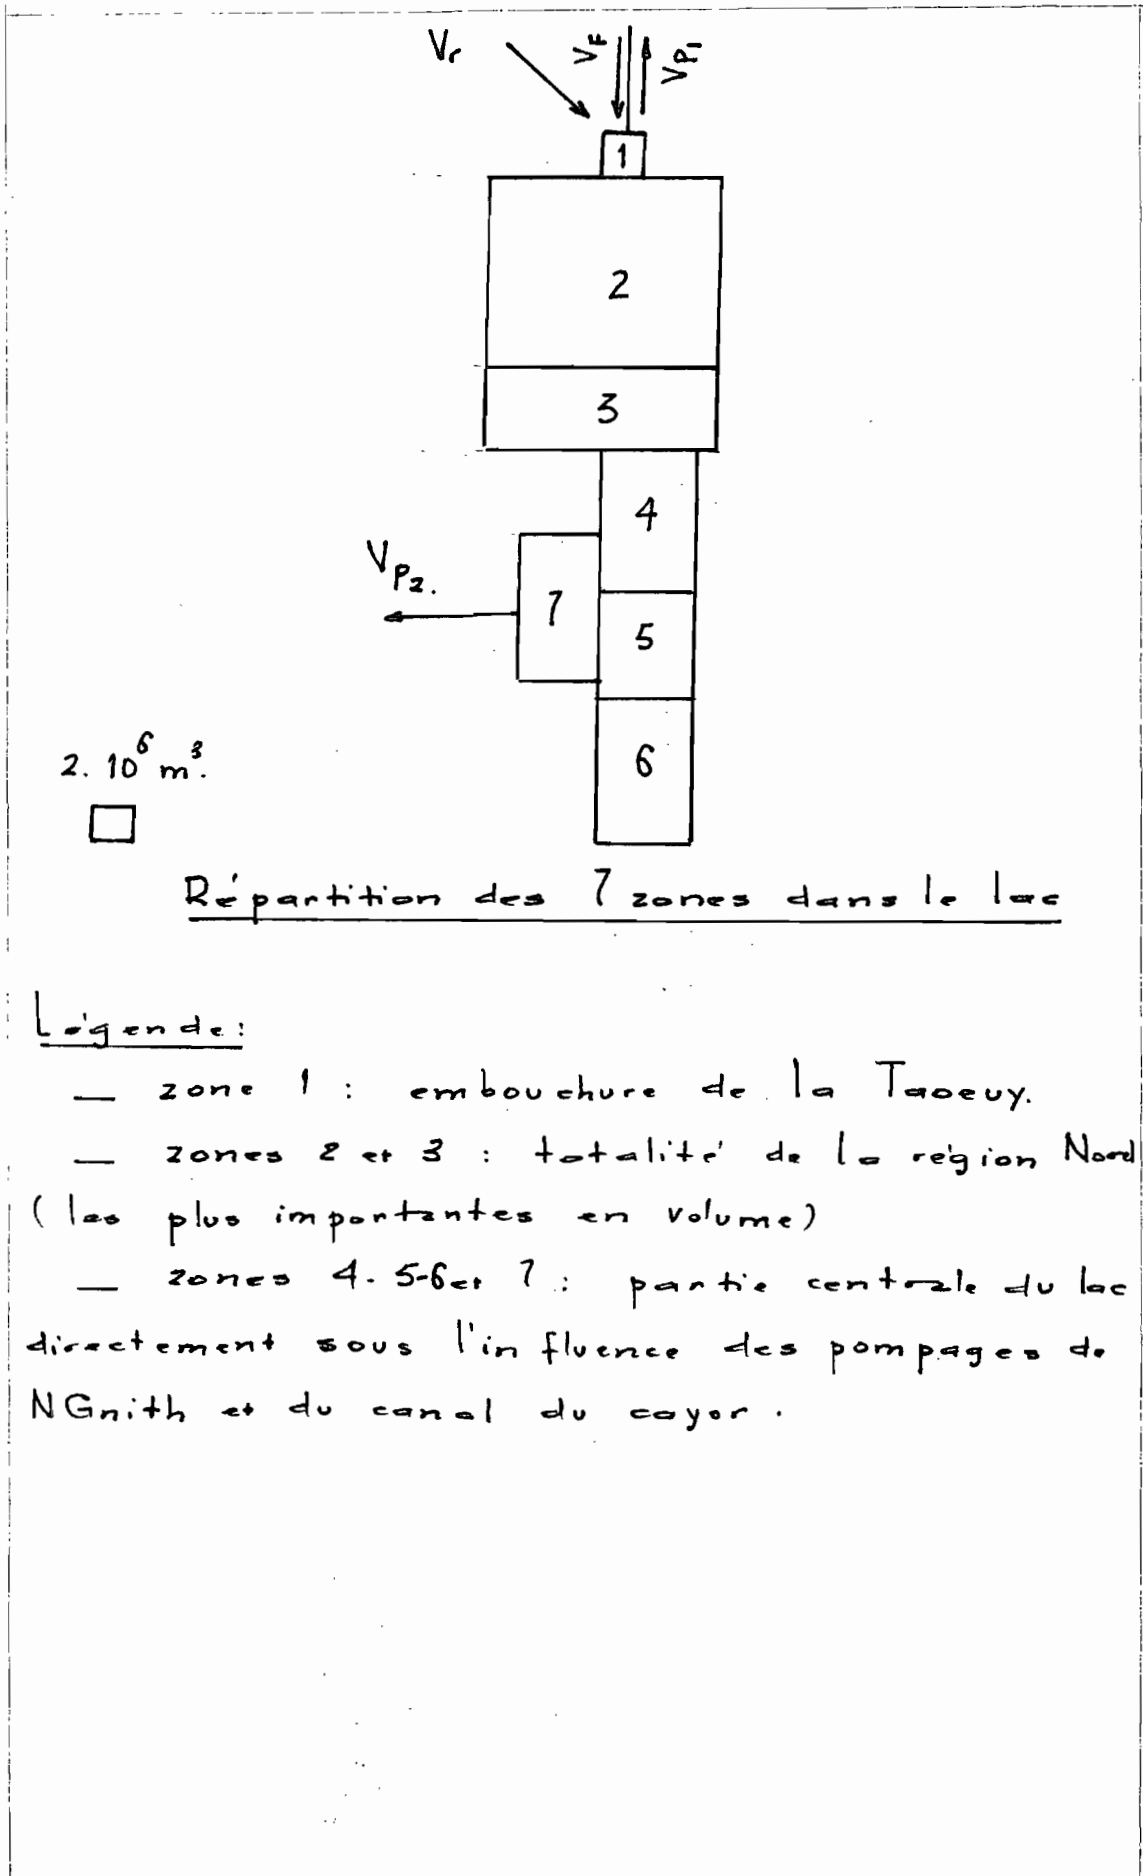 Vr
VF
VP1
1
2
3
4
VP2.
7
5
6
2. 10^6 m^3.
Répartition des 7 zones dans le lac
Légende:
— zone 1 : embouchure de la Taoeuy.
— zones 2 et 3 : totalité de la région Nord
(les plus importantes en volume)
— zones 4. 5-6 et 7 : partie centrale du lac
directement sous l'influence des pompages de
NGnith et du canal du cayor.